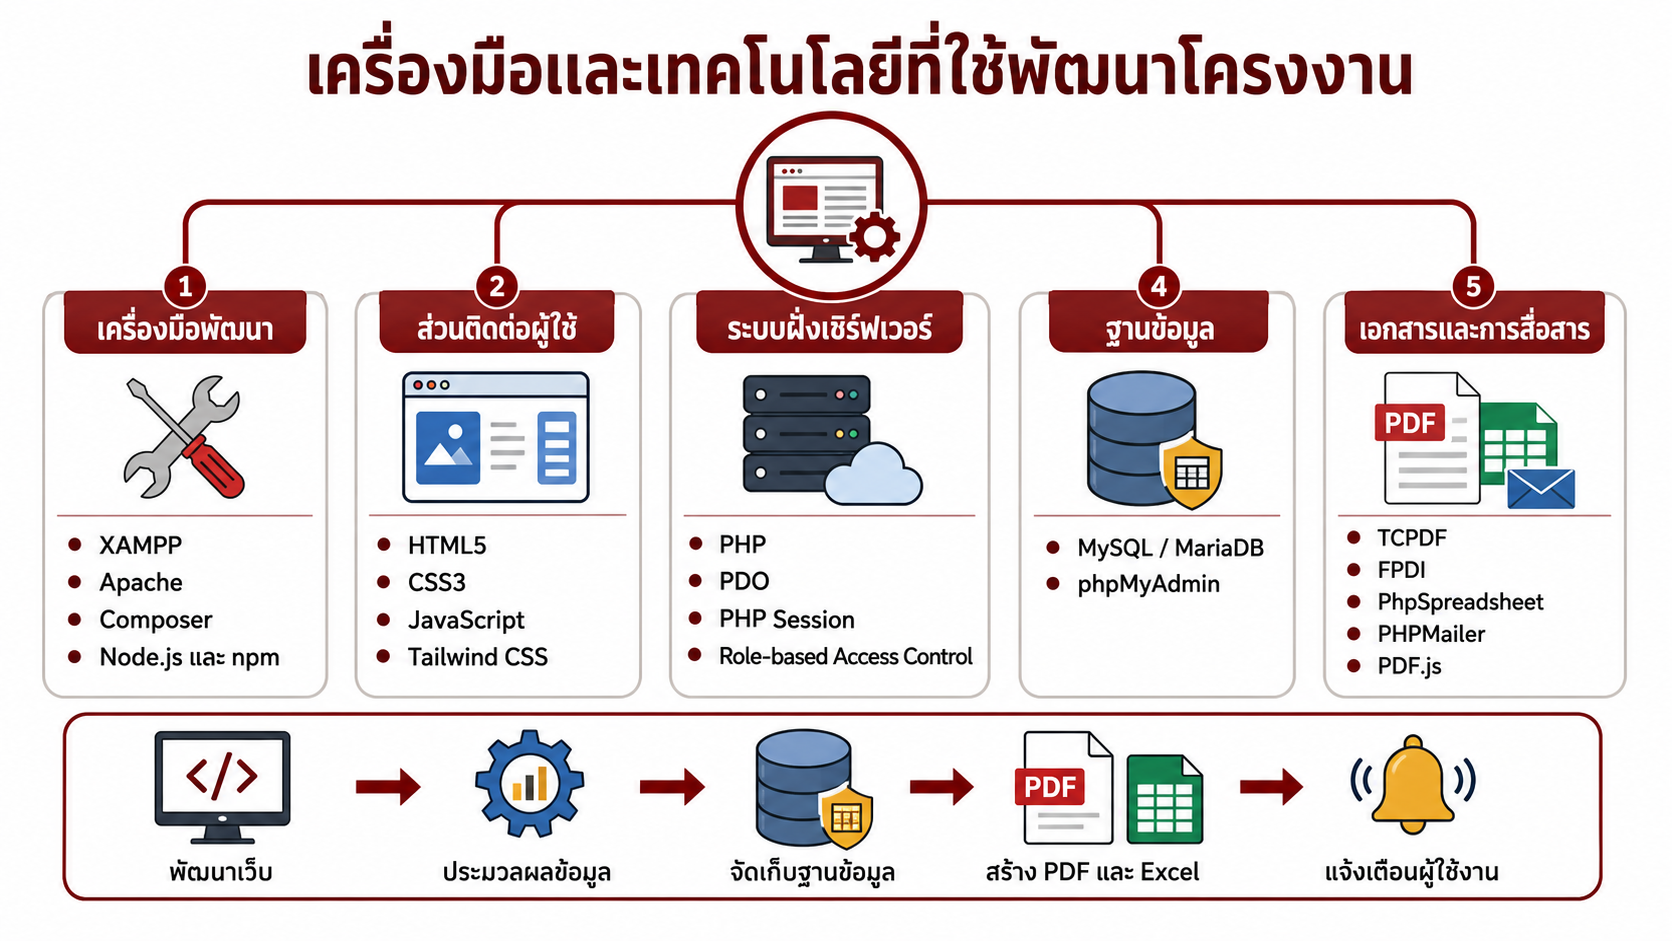 เครื่องมือและเทคโนโลยีที่ใช้พัฒนาโครงงาน
1
เครื่องมือพัฒนา
XAMPP
Apache
Composer
Node.js และ npm
2
ส่วนติดต่อผู้ใช้
HTML5
CSS3
JavaScript
Tailwind CSS
ระบบฝั่งเซิร์ฟเวอร์
PHP
PDO
PHP Session
Role-based Access Control
4
ฐานข้อมูล
MySQL / MariaDB
phpMyAdmin
5
เอกสารและการสื่อสาร
PDF
TCPDF
FPDI
PhpSpreadsheet
PHPMailer
PDF.js
</>
พัฒนาเว็บ
ประมวลผลข้อมูล
จัดเก็บฐานข้อมูล
PDF
สร้าง PDF และ Excel
แจ้งเตือนผู้ใช้งาน